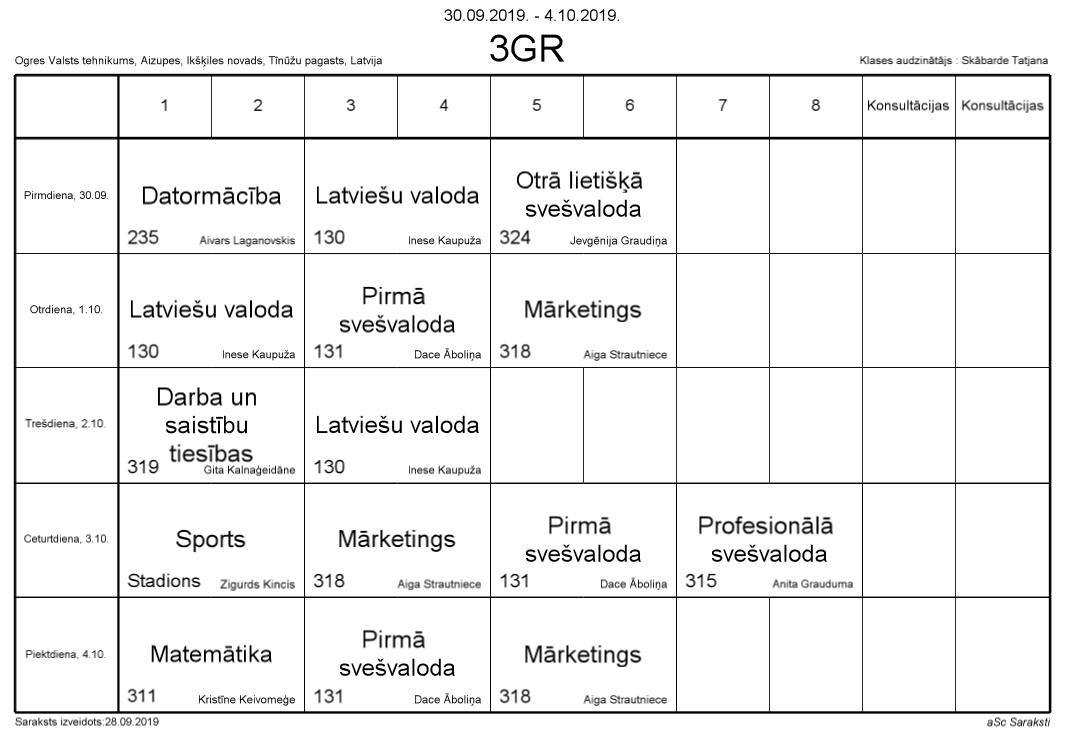 30.09.2019. - 4.10.2019.
3GR
Ogres Valsts tehnikums, Aizupes, Ikšķiles novads, Tīnūžu pagasts, Latvija
Klases audzinātājs : Skābarde Tatjana
1 2 3 4 5 6 7 8 Konsultācijas Konsultācijas
Pirmdiena, 30.09.
Datormācība
235 Aivars Laganovskis
Latviešu valoda
130 Inese Kaupuža
Otrā lietišķā
svešvaloda
324 Jevgēnija Graudiņa
Otrdiena, 1.10.
Latviešu valoda
130 Inese Kaupuža
Pirmā
svešvaloda
131 Dace Āboliņa
Mārketings
318 Aiga Strautniece
Trešdiena, 2.10.
Darba un
saistību
tiesības
319 Gita Kalnaģeidāne
Latviešu valoda
130 Inese Kaupuža
Ceturtdiena, 3.10.
Sports
Stadions Zigurds Kincis
Mārketings
318 Aiga Strautniece
Pirmā
svešvaloda
131 Dace Āboliņa
Profesionālā
svešvaloda
315 Anita Grauduma
Piektdiena, 4.10.
Matemātika
311 Kristīne Keivomeģe
Pirmā
svešvaloda
131 Dace Āboliņa
Mārketings
318 Aiga Strautniece
Saraksts izveidots:28.09.2019
aSc Saraksti